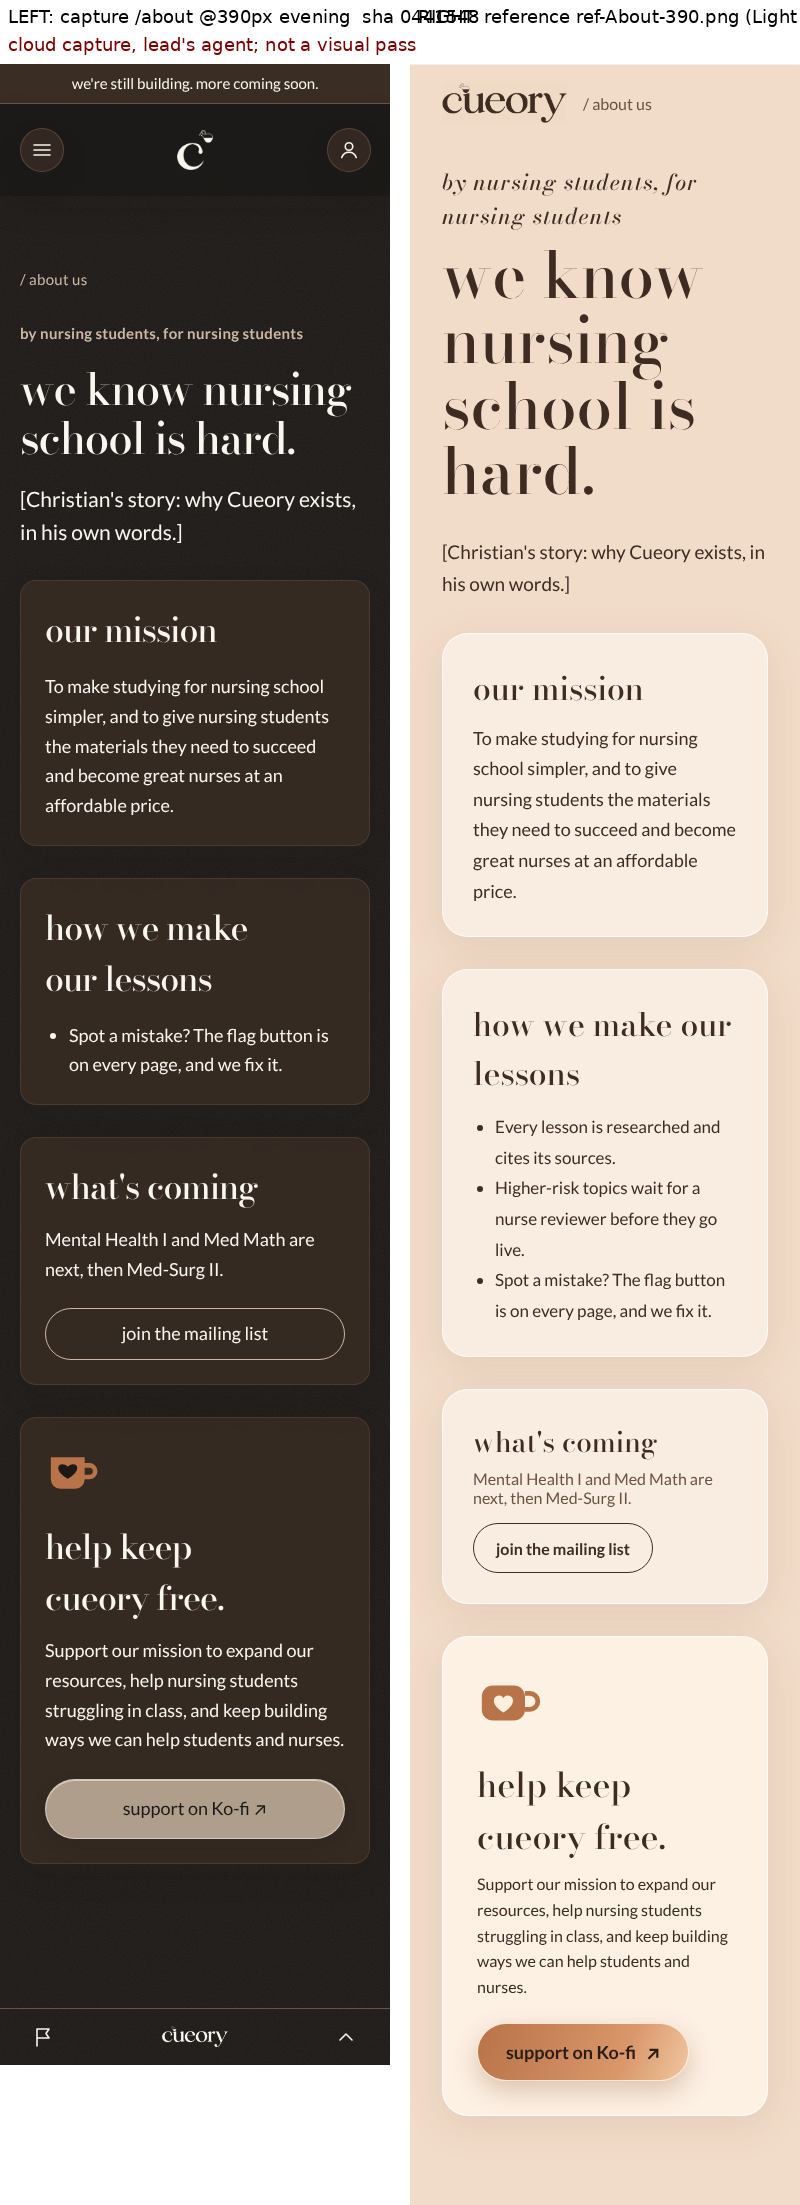 LEFT: capture /about @390px evening sha
reference ref-About-390.png (Light
cloud capture, lead's agent; not a visual pass
we're still building. more coming soon.
c
/ about us
by nursing students, for nursing students
we know nursing
school is hard.
[Christian's story: why Cueory exists,
in his own words.]
our mission
To make studying for nursing school
simpler, and to give nursing students
the materials they need to succeed
and become great nurses at an
affordable price.
how we make
our lessons
• Spot a mistake? The flag button is
on every page, and we fix it.
what's coming
Mental Health I and Med Math are
next, then Med-Surg II.
join the mailing list
help keep
cueory free.
Support our mission to expand our
resources, help nursing students
struggling in class, and keep building
ways we can help students and nurses.
support on Ko-fi ↗
cueory
cueory
/ about us
by nursing students, for
nursing students
we know
nursing
school is
hard.
[Christian's story: why Cueory exists, in
his own words.]
our mission
To make studying for nursing
school simpler, and to give
nursing students the materials
they need to succeed and become
great nurses at an affordable
price.
how we make our
lessons
• Every lesson is researched and
cites its sources.
• Higher-risk topics wait for a
nurse reviewer before they go
live.
• Spot a mistake? The flag button
is on every page, and we fix it.
what's coming
Mental Health I and Med Math are
next, then Med-Surg II.
join the mailing list
help keep
cueory free.
Support our mission to expand our
resources, help nursing students
struggling in class, and keep building
ways we can help students and
nurses.
support on Ko-fi ↗